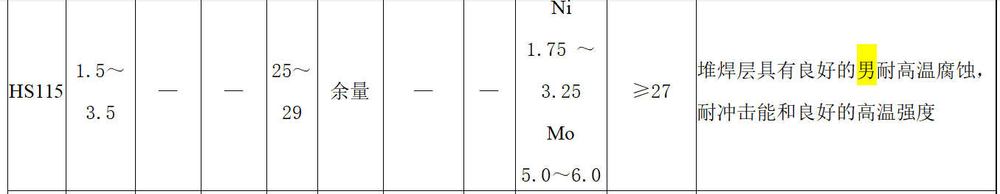 HS115
1.5～
3.5
—
—
25～
29
余量
—
—
Ni
1.75 ～
3.25
Mo
5.0～6.0
≥27
堆焊层具有良好的男耐高温腐蚀，
耐冲击能和良好的高温强度